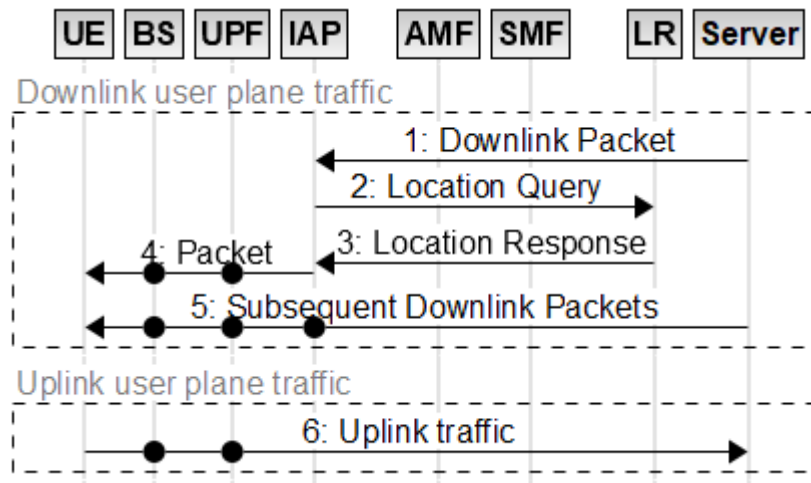 UE BS UPF IAP AMF SMF LR Server
Downlink user plane traffic
1: Downlink Packet
2: Location Query
3: Location Response
4: Packet
5: Subsequent Downlink Packets
Uplink user plane traffic
6: Uplink traffic